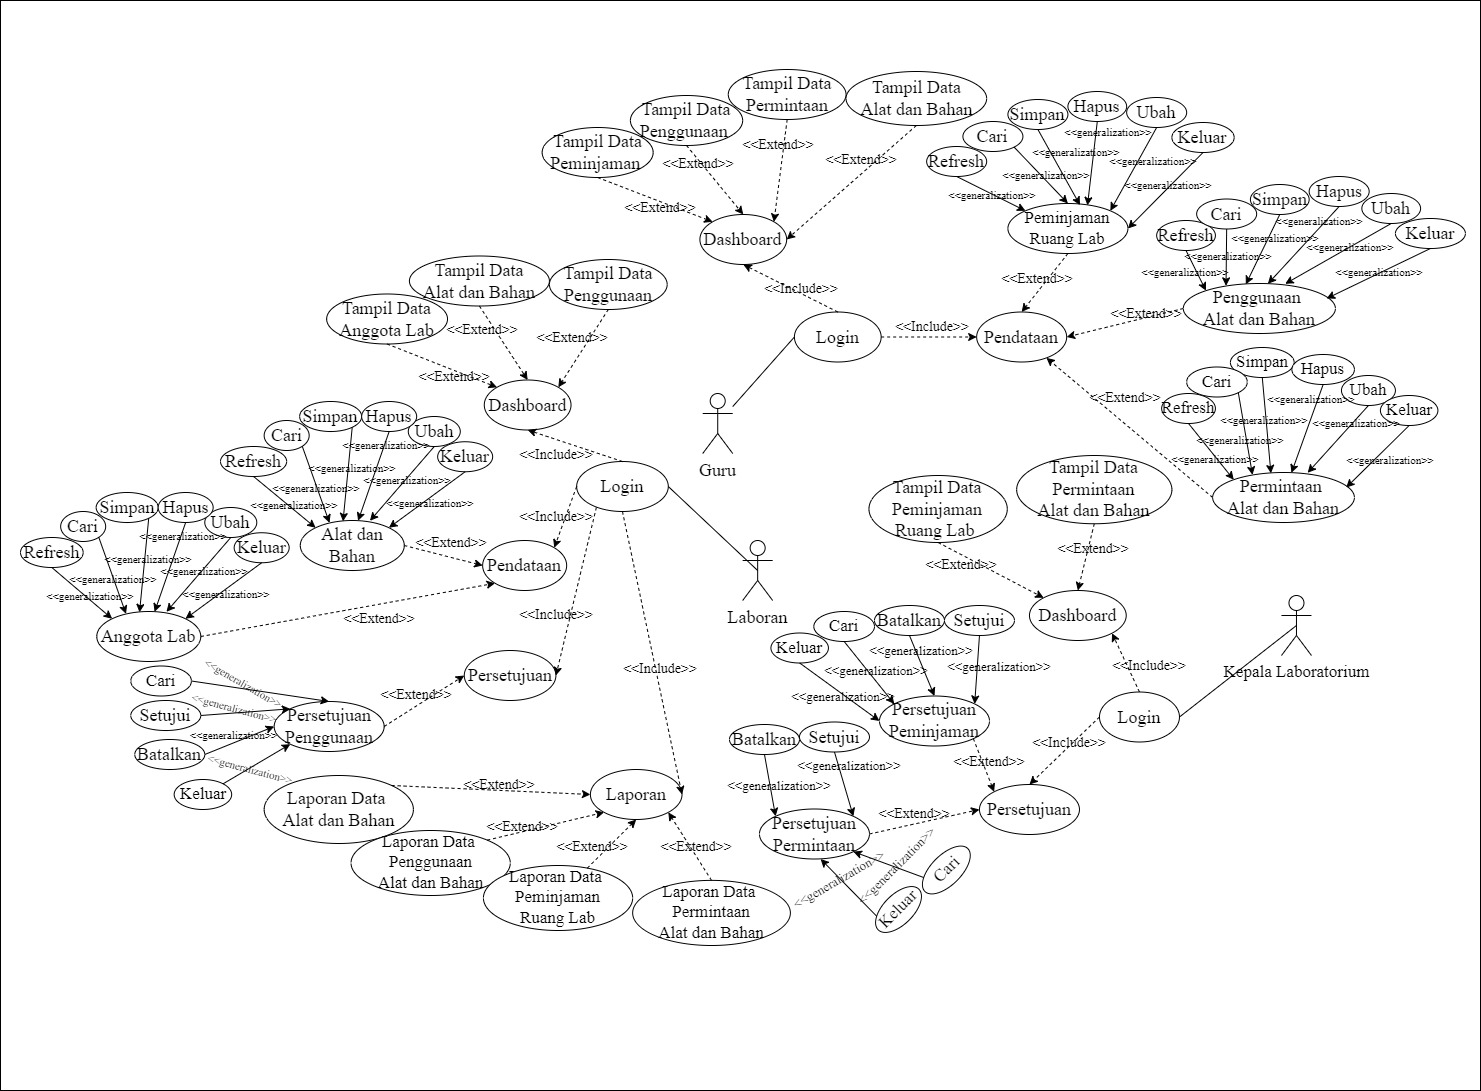 Tampil Data
Peminjaman
Tampil Data
Penggunaan
Tampil Data
Permintaan
Tampil Data
Alat dan Bahan
<<Extend>>
<<Extend>>
<<Extend>>
<<Extend>>
Dashboard
<<Include>>
Login
<<Include>>
Pendataan
Guru
Refresh
Cari
Simpan
Hapus
Ubah
Keluar
<<generalization>>
<<generalization>>
<<generalization>>
<<generalization>>
<<generalization>>
<<generalization>>
Peminjaman
Ruang Lab
<<Extend>>
Refresh
Cari
Simpan
Hapus
Ubah
Keluar
<<generalization>>
<<generalization>>
<<generalization>>
<<generalization>>
<<generalization>>
<<generalization>>
Penggunaan
Alat dan Bahan
<<Extend>>
Refresh
Cari
Simpan
Hapus
Ubah
Keluar
<<generalization>>
<<generalization>>
<<generalization>>
<<generalization>>
<<generalization>>
<<generalization>>
Permintaan
Alat dan Bahan
<<Extend>>
Tampil Data
Anggota Lab
Tampil Data
Alat dan Bahan
Tampil Data
Penggunaan
<<Extend>>
<<Extend>>
<<Extend>>
Dashboard
<<Include>>
Login
Laboran
<<Include>>
Pendataan
<<Include>>
Persetujuan
<<Include>>
Laporan
Refresh
Cari
Simpan
Hapus
Ubah
Keluar
<<generalization>>
<<generalization>>
<<generalization>>
<<generalization>>
<<generalization>>
<<generalization>>
Alat dan
Bahan
<<Extend>>
Refresh
Cari
Simpan
Hapus
Ubah
Keluar
<<generalization>>
<<generalization>>
<<generalization>>
<<generalization>>
<<generalization>>
<<generalization>>
Anggota Lab
<<Extend>>
Cari
Setujui
Batalkan
Keluar
<<generalization>>
<<generalization>>
<<generalization>>
<<generalization>>
Persetujuan
Penggunaan
<<Extend>>
Laporan Data
Alat dan Bahan
<<Extend>>
Laporan Data
Penggunaan
Alat dan Bahan
<<Extend>>
Laporan Data
Peminjaman
Ruang Lab
<<Extend>>
Laporan Data
Permintaan
Alat dan Bahan
<<Extend>>
Tampil Data
Peminjaman
Ruang Lab
<<Extend>>
Tampil Data
Permintaan
Alat dan Bahan
<<Extend>>
Dashboard
<<Include>>
Login
Kepala Laboratorium
<<Include>>
Persetujuan
Keluar
Cari
Batalkan
Setujui
<<generalization>>
<<generalization>>
<<generalization>>
<<generalization>>
Persetujuan
Peminjaman
<<Extend>>
Batalkan
Setujui
<<generalization>>
<<generalization>>
Persetujuan
Permintaan
<<Extend>>
<<generalization>>
<<generalization>>
Keluar
Cari